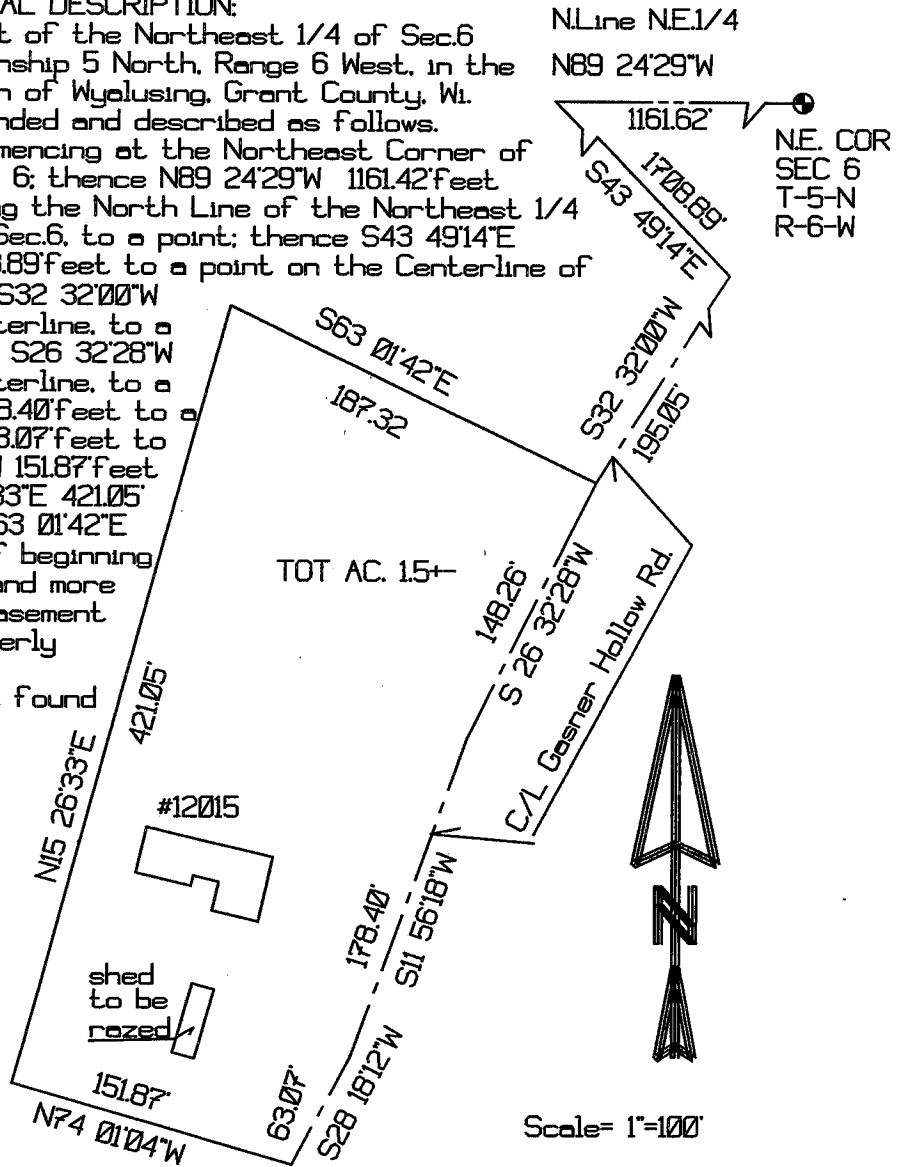 AL DESCRIPTION:
t of the Northeast 1/4 of Sec.6
nship 5 North, Range 6 West, in the
n of Wyalusing, Grant County, Wi.
nded and described as follows.
mencing at the Northeast Corner of
6; thence N89 24'29"W 1161.42'feet
g the North Line of the Northeast 1/4
Sec.6, to a point; thence S43 49'14"E
8.89'feet to a point on the Centerline of
S32 32'00"W
terline, to a
S26 32'28"W
terline, to a
8.40'feet to a
3.07'feet to
151.87'feet
33"E 421.05'
63 01'42"E
f beginning
and more
asement
erly
found
N.Line N.E.1/4
N89 24'29"W
1161.62'
N.E. COR
SEC 6
T-5-N
R-6-W
1708.89'
S43 49'14"E
S32 32'00"W
195.05'
S63 01'42"E
187.32
TOT AC. 1.5+-
148.26'
S 26 32'28"W
C/L Gasner Hollow Rd.
421.05'
N15 26'33"E
#12015
178.40'
S11 56'18"W
shed
to be
razed
151.87'
N74 01'04"W
63.07'
S28 18'12"W
N
Scale= 1"=100'